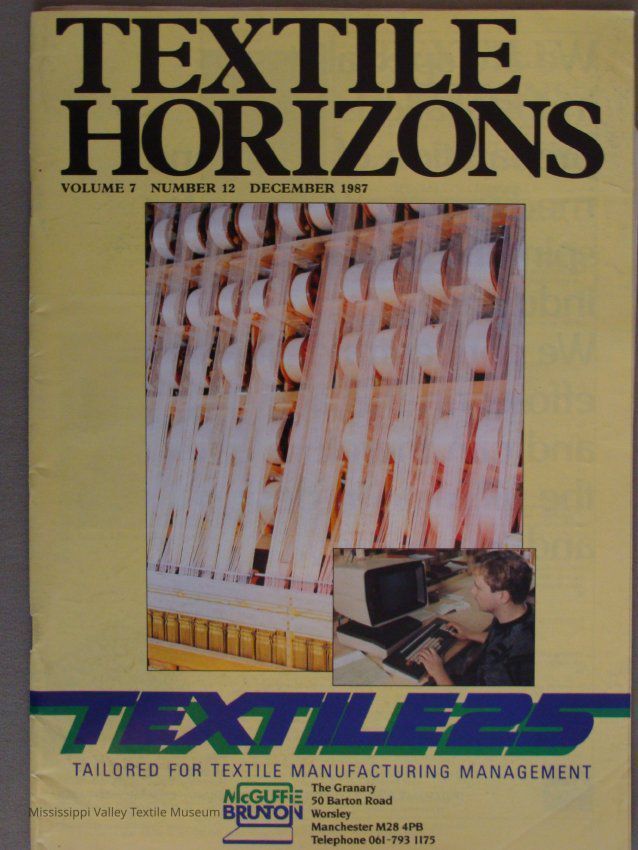 TEXTILE
HORIZONS
VOLUME 7 NUMBER 12 DECEMBER 1987
TEXTILE25
TAILORED FOR TEXTILE MANUFACTURING MANAGEMENT
McGUFFIE
BRUNTON
The Granary
50 Barton Road
Worsley
Manchester M28 4PB
Telephone 061-793 1175
Mississippi Valley Textile Museum